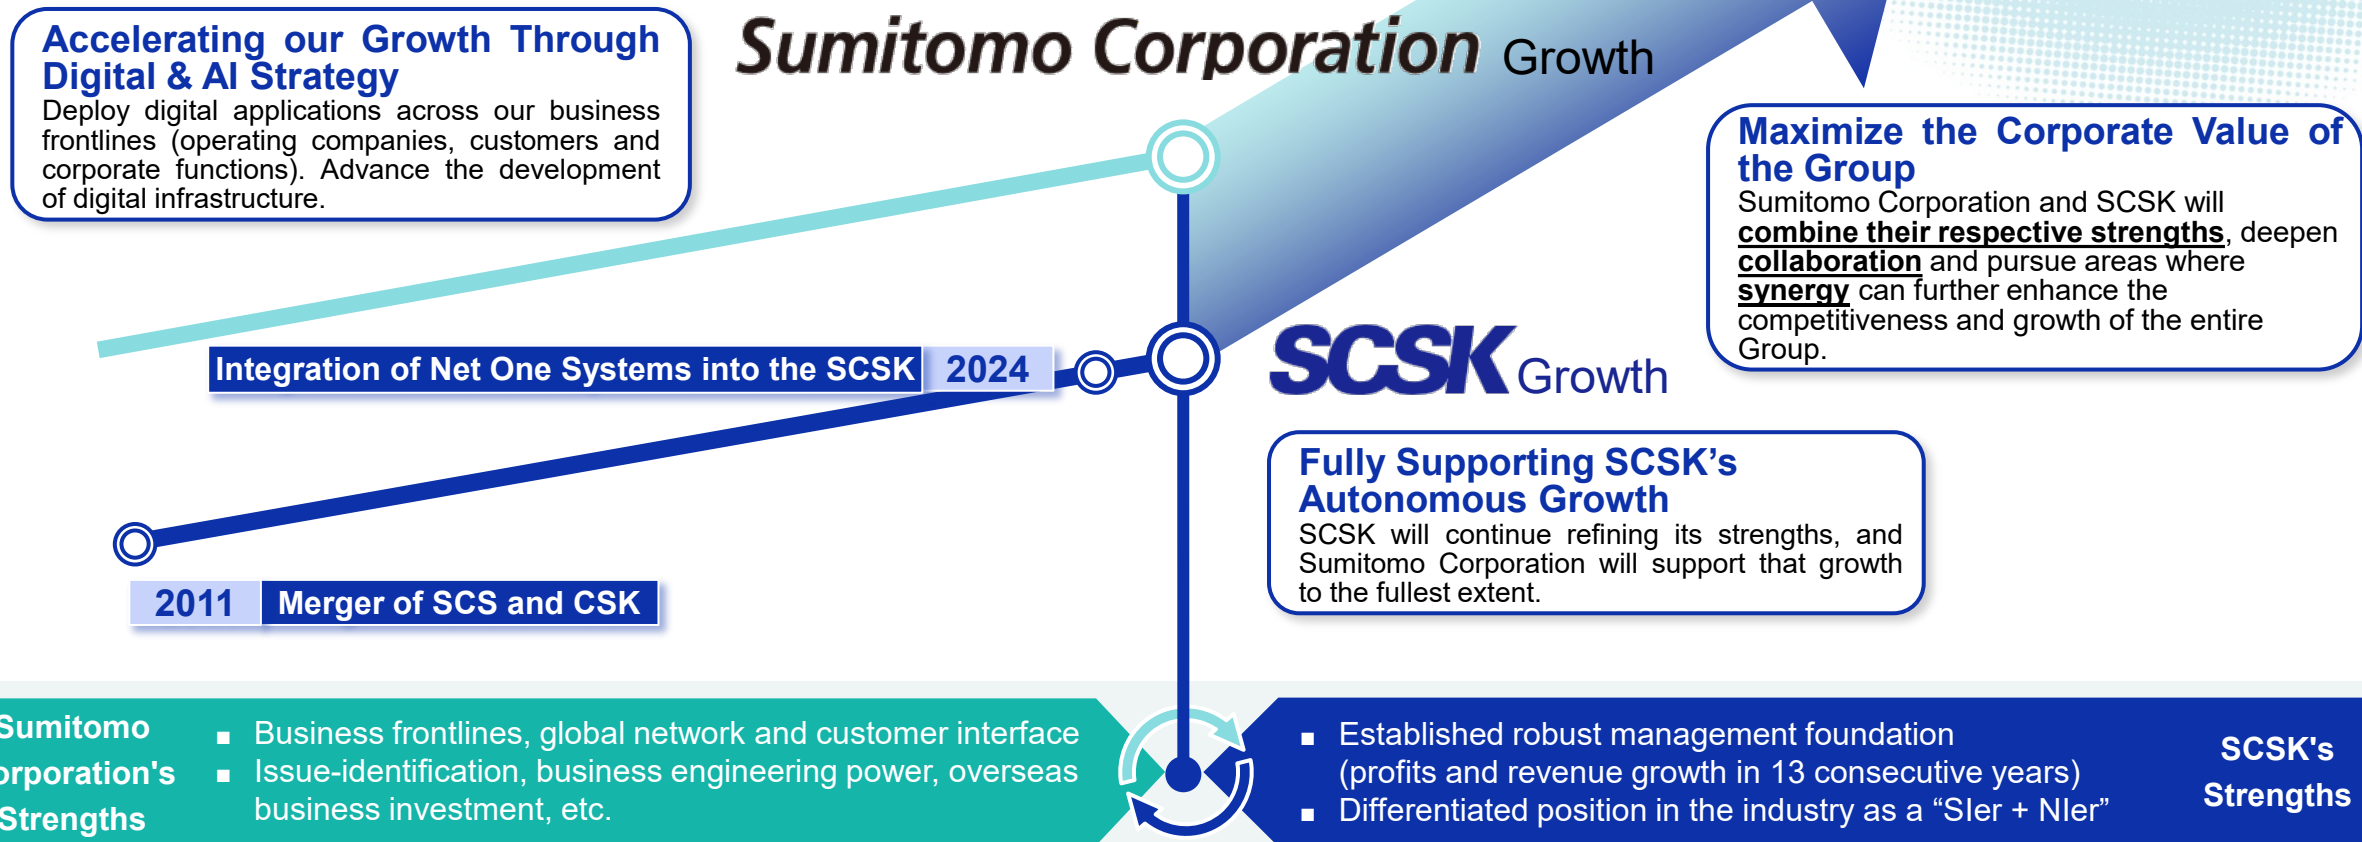 Accelerating our Growth Through
Digital & AI Strategy
Deploy digital applications across our business
frontlines (operating companies, customers and
corporate functions). Advance the development
of digital infrastructure.
Sumitomo Corporation Growth
Maximize the Corporate Value of
the Group
Sumitomo Corporation and SCSK will
combine their respective strengths, deepen
collaboration and pursue areas where
synergy can further enhance the
competitiveness and growth of the entire
Group.
Integration of Net One Systems into the SCSK 2024
SCSK Growth
Fully Supporting SCSK’s
Autonomous Growth
SCSK will continue refining its strengths, and
Sumitomo Corporation will support that growth
to the fullest extent.
2011 Merger of SCS and CSK
Sumitomo
orporation's
Strengths
■ Business frontlines, global network and customer interface
■ Issue-identification, business engineering power, overseas
business investment, etc.
■ Established robust management foundation
(profits and revenue growth in 13 consecutive years)
■ Differentiated position in the industry as a “SIer + NIer”
SCSK's
Strengths